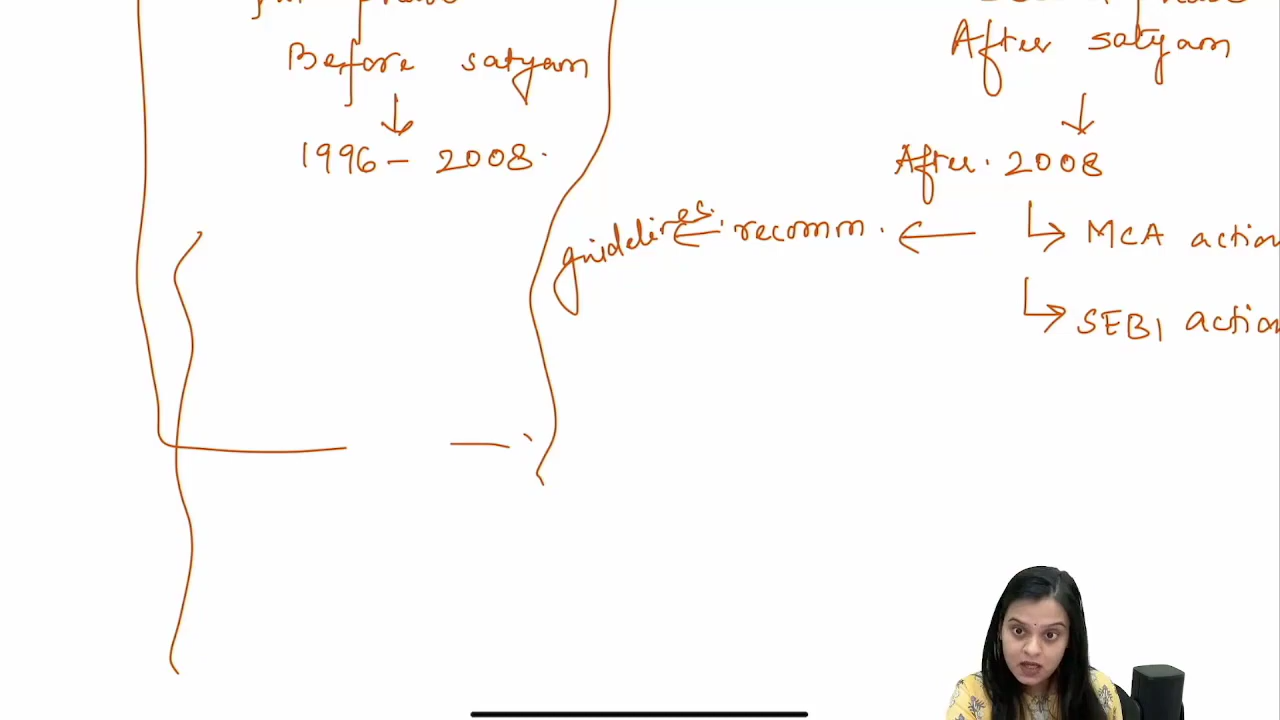 Before satyam
1996 - 2008.
After satyam
After. 2008
guidelines. recomm.
MCA action
SEBI action